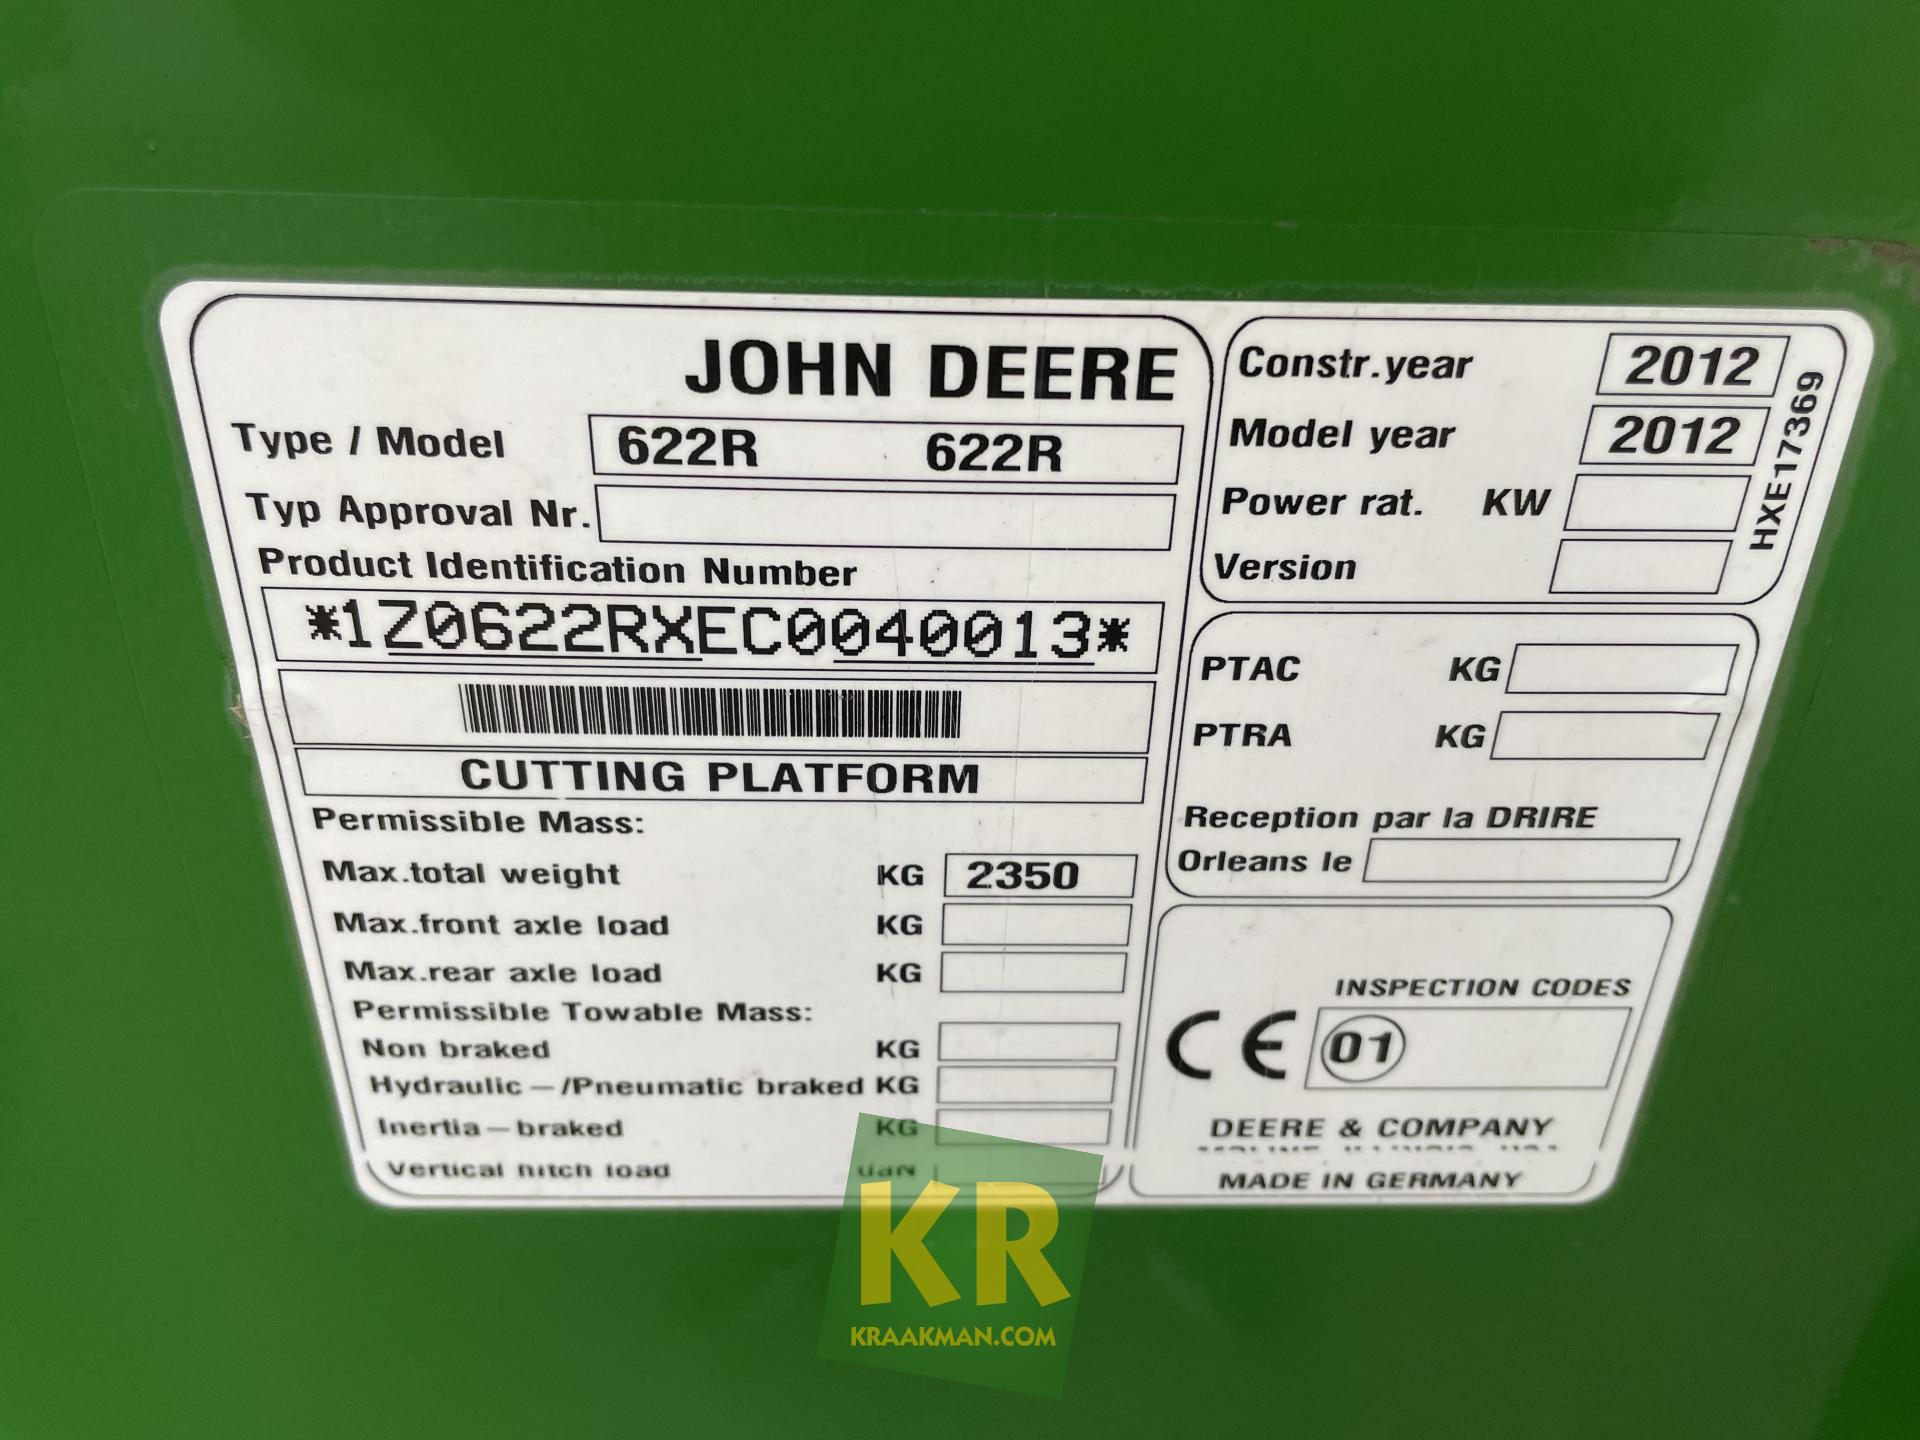 JOHN DEERE
Type / Model 622R 622R
Typ Approval Nr.
Product Identification Number
*1Z0622RXEC0040013*
CUTTING PLATFORM
Permissible Mass:
Max.total weight KG 2350
Max.front axle load KG
Max.rear axle load KG
Permissible Towable Mass:
Non braked KG
Hydraulic-/Pneumatic braked KG
Inertia-braked KG
Vertical hitch load daN
Constr.year 2012
Model year 2012
Power rat. KW
Version
HXE17369
PTAC KG
PTRA KG
Reception par la DRIRE
Orleans le
INSPECTION CODES
CE 01
DEERE & COMPANY
MOLINE, ILLINOIS, USA
MADE IN GERMANY
KR
KRAAKMAN.COM